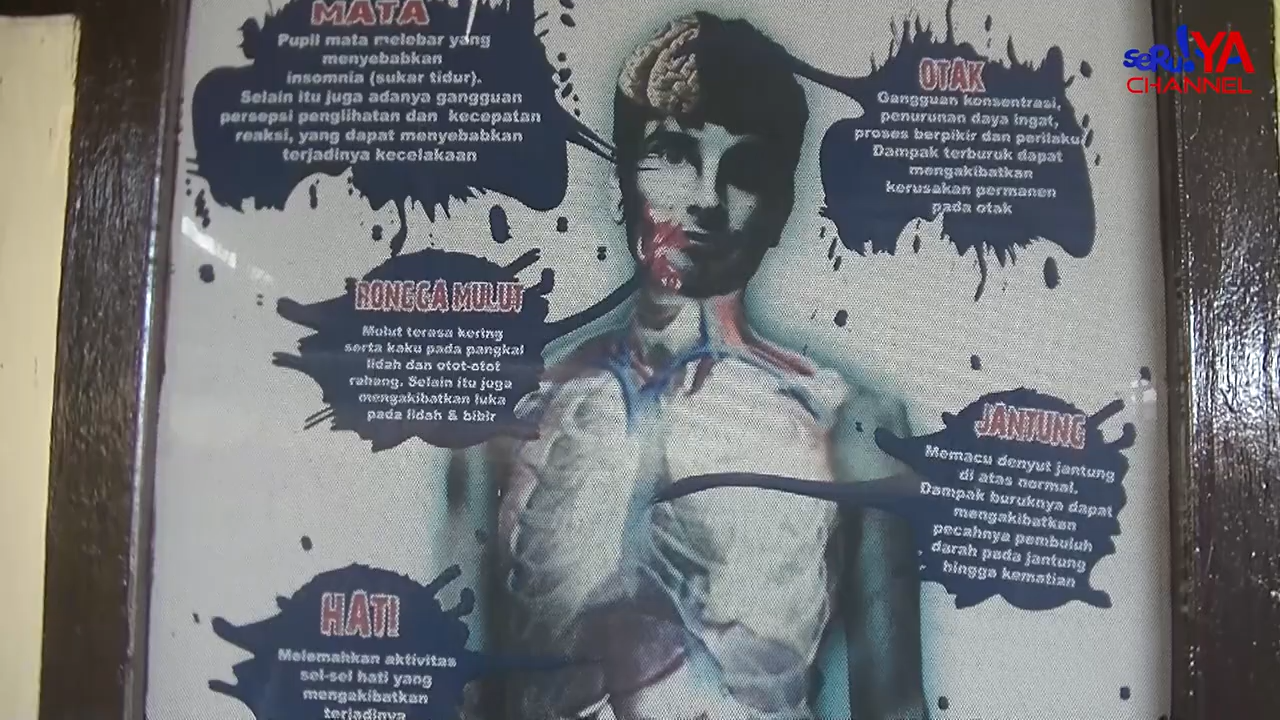 MATA
Pupil mata melebar yang
menyebabkan
insomnia (sukar tidur).
Selain itu juga adanya gangguan
persepsi penglihatan dan kecepatan
reaksi, yang dapat menyebabkan
terjadinya kecelakaan
OTAK
Gangguan konsentrasi,
penurunan daya ingat,
proses berpikir dan perilaku
Dampak terburuk dapat
mengakibatkan
kerusakan permanen
pada otak
RONGGA MULUT
Mulut terasa kering
serta kaku pada pangkal
lidah dan otot-otot
rahang. Selain itu juga
mengakibatkan luka
pada lidah & bibir
JANTUNG
Memacu denyut jantung
di atas normal.
Dampak buruknya dapat
mengakibatkan
pecahnya pembuluh
darah pada jantung
hingga kematian
HATI
Melemahkan aktivitas
sel-sel hati yang
mengakibatkan
terjadinya
seRu!YA
CHANNEL